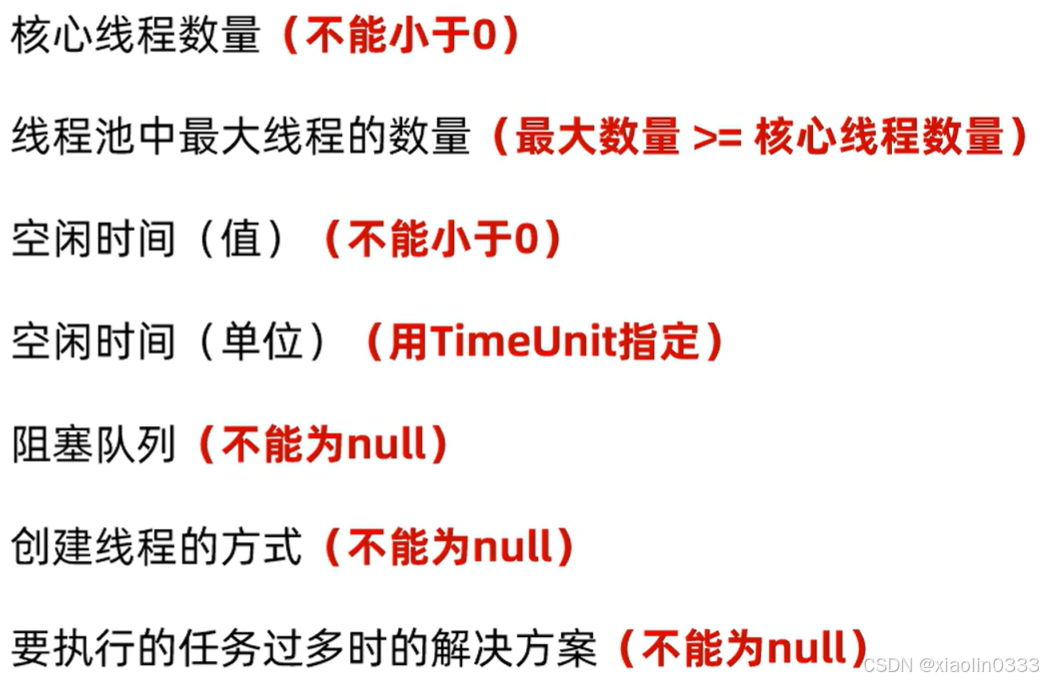 核心线程数量（不能小于0）
线程池中最大线程的数量（最大数量 >= 核心线程数量）
空闲时间（值）（不能小于0）
空闲时间（单位）（用TimeUnit指定）
阻塞队列（不能为null）
创建线程的方式（不能为null）
要执行的任务过多时的解决方案（不能为null）
CSDN @xiaolin0333